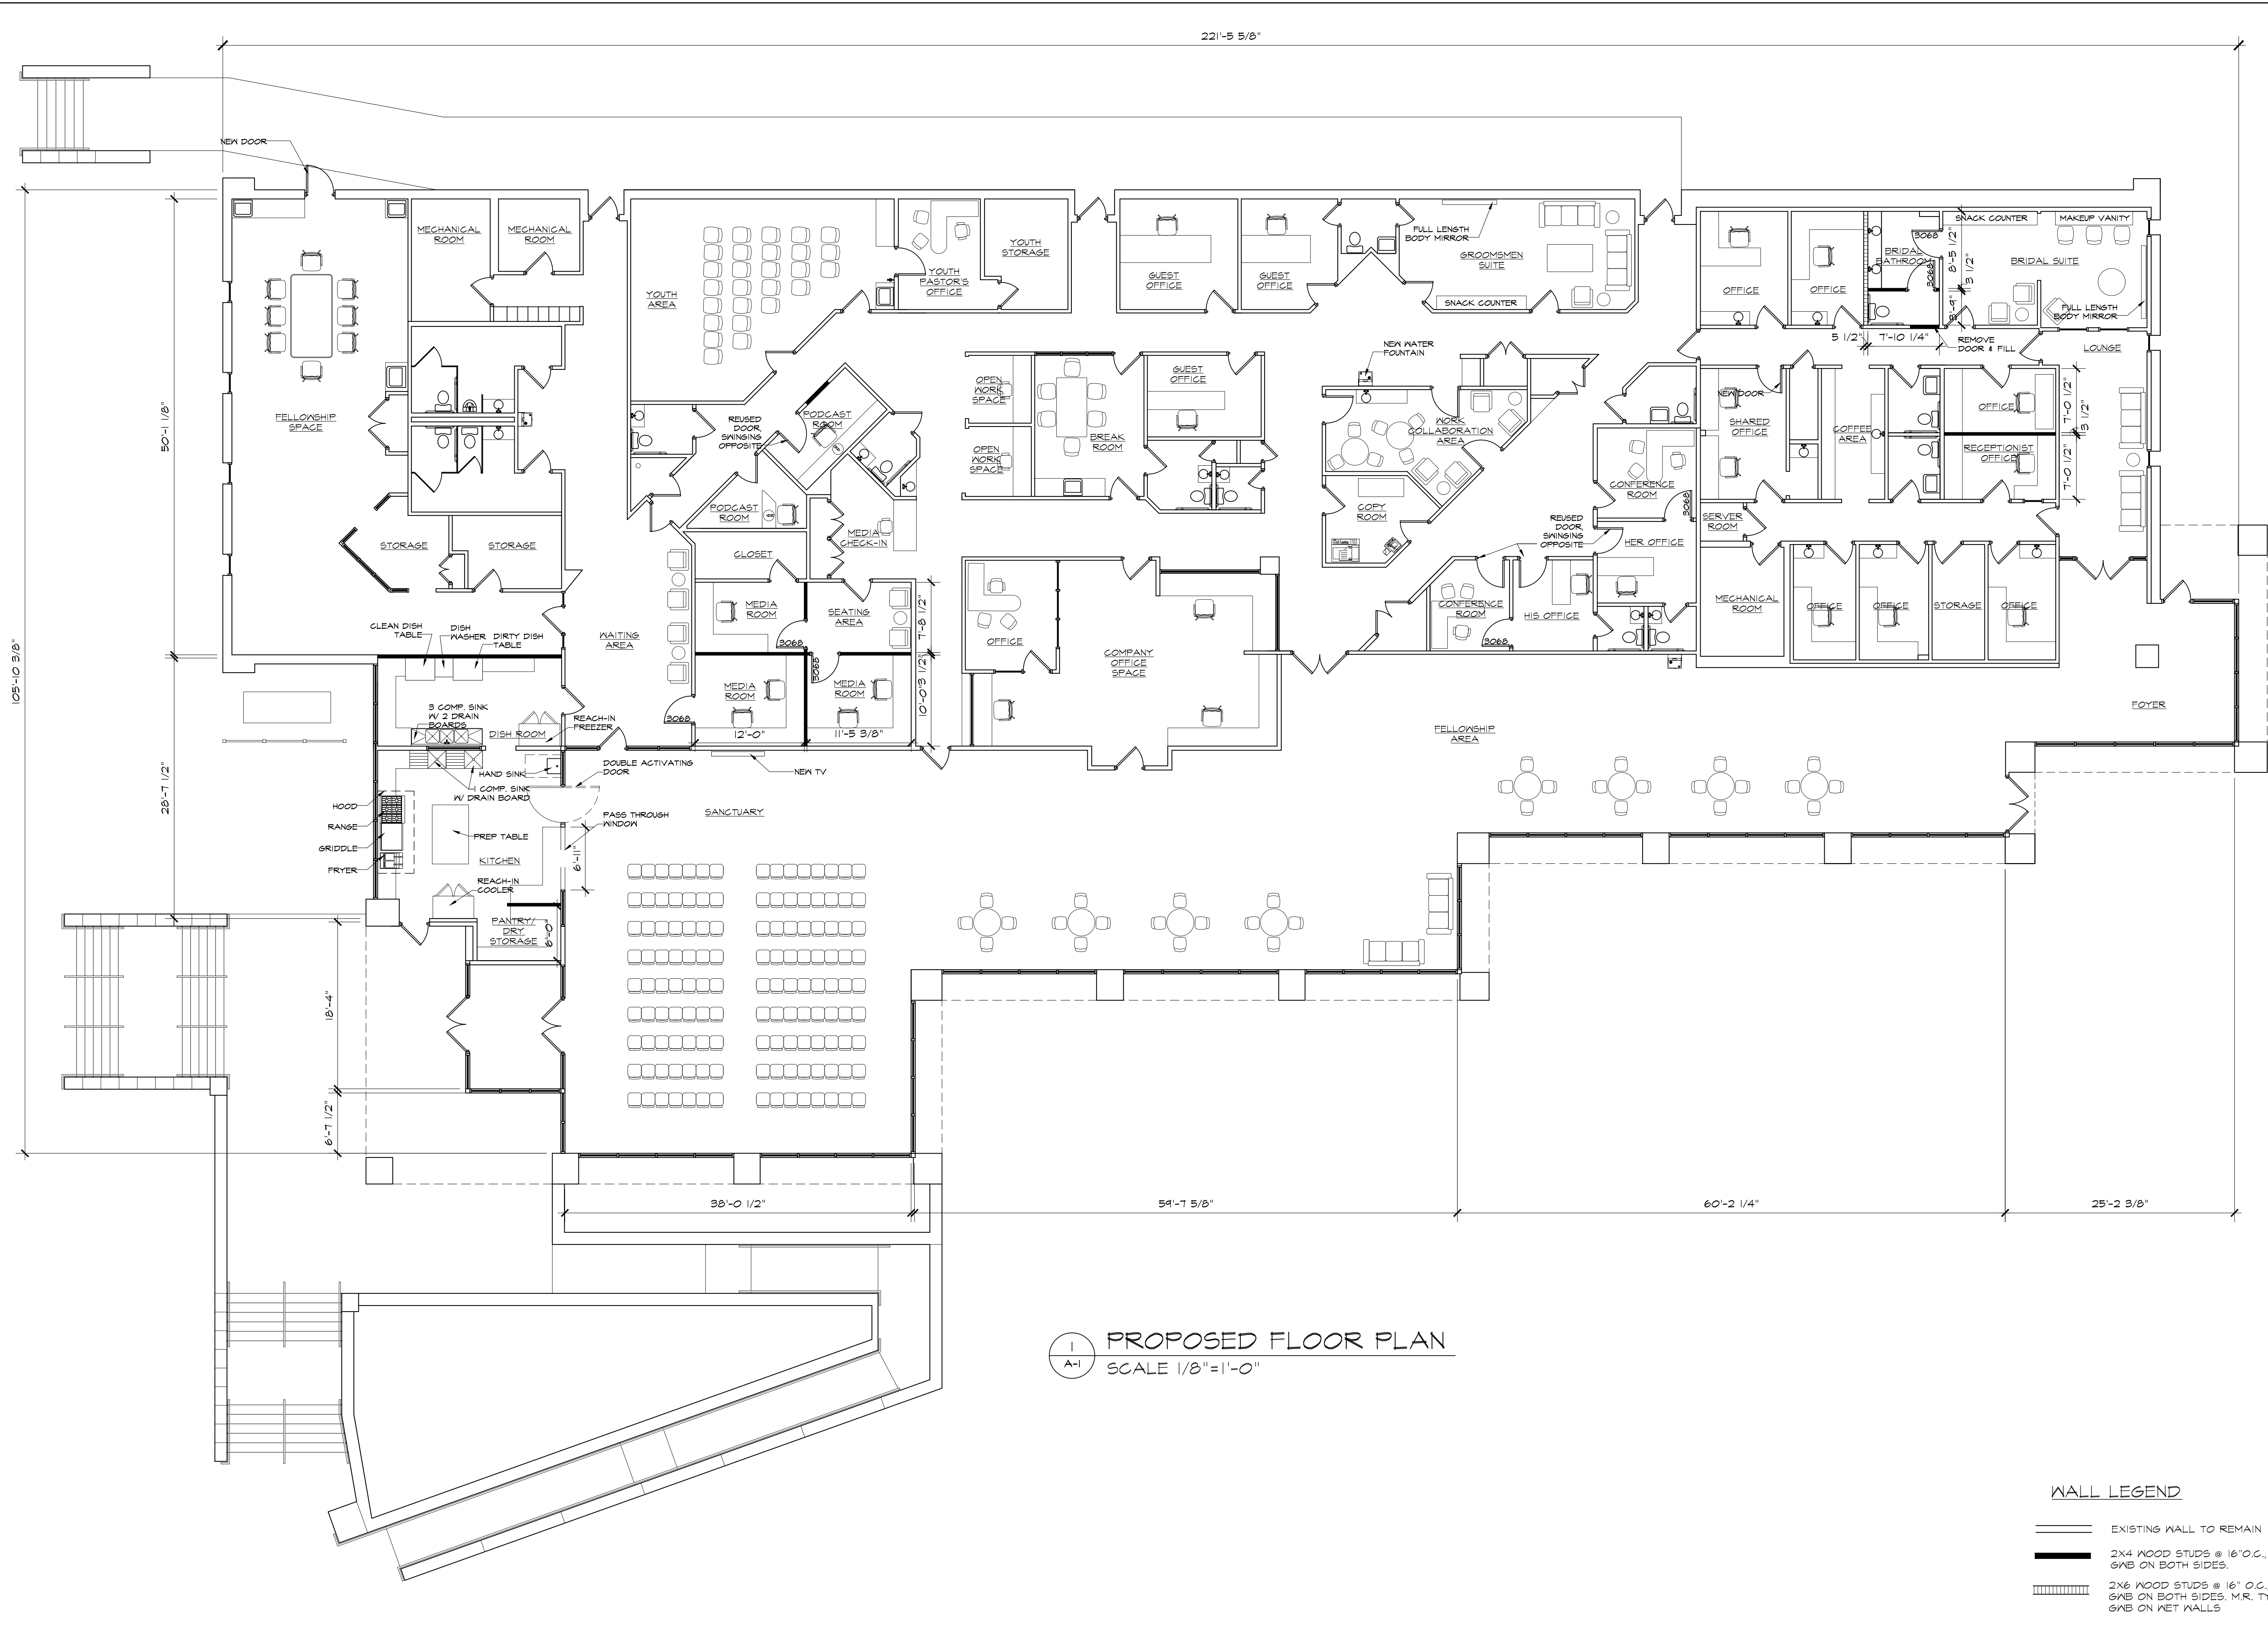 221'-5 5/8"
NEW DOOR
105'-10 3/8"
50'-1 1/8"
28'-7 1/2"
18'-4"
6'-7 1/2"
FELLOWSHIP
SPACE
MECHANICAL
ROOM
MECHANICAL
ROOM
YOUTH
AREA
YOUTH
PASTOR'S
OFFICE
YOUTH
STORAGE
GUEST
OFFICE
GUEST
OFFICE
FULL LENGTH
BODY MIRROR
GROOMSMEN
SUITE
SNACK COUNTER
OFFICE
OFFICE
3068
BRIDAL
BATHROOM
3068
8'-5 1/2"
3 1/2"
3'-9"
SNACK COUNTER
MAKEUP VANITY
BRIDAL SUITE
FULL LENGTH
BODY MIRROR
5 1/2"
7'-10 1/4"
REMOVE
DOOR & FILL
LOUNGE
NEW WATER
FOUNTAIN
OPEN
WORK
SPACE
OPEN
WORK
SPACE
BREAK
ROOM
GUEST
OFFICE
REUSED
DOOR,
SWINGING
OPPOSITE
PODCAST
ROOM
PODCAST
ROOM
MEDIA
CHECK-IN
CLOSET
WORK
COLLABORATION
AREA
COPY
ROOM
CONFERENCE
ROOM
3068
REUSED
DOOR,
SWINGING
OPPOSITE
HER OFFICE
SERVER
ROOM
NEW DOOR
SHARED
OFFICE
COFFEE
AREA
OFFICE
RECEPTIONIST
OFFICE
7'-0 1/2"
3 1/2"
7'-0 1/2"
STORAGE
STORAGE
MEDIA
ROOM
3068
SEATING
AREA
7'-8 1/2"
3 1/2"
10'-0"
MEDIA
ROOM
3068
MEDIA
ROOM
3068
12'-0"
11'-5 3/8"
WAITING
AREA
OFFICE
COMPANY
OFFICE
SPACE
CONFERENCE
ROOM
3068
HIS OFFICE
MECHANICAL
ROOM
OFFICE
OFFICE
STORAGE
OFFICE
FOYER
FELLOWSHIP
AREA
CLEAN DISH
TABLE
DISH
WASHER
DIRTY DISH
TABLE
3 COMP. SINK
W/ 2 DRAIN
BOARDS
DISH ROOM
REACH-IN
FREEZER
HAND SINK
1 COMP. SINK
W/ DRAIN BOARD
DOUBLE ACTIVATING
DOOR
NEW TV
SANCTUARY
PASS THROUGH
WINDOW
6'-11"
HOOD
RANGE
GRIDDLE
FRYER
PREP TABLE
KITCHEN
REACH-IN
COOLER
PANTRY/
DRY
STORAGE
6'-0"
38'-0 1/2"
59'-7 5/8"
60'-2 1/4"
25'-2 3/8"
1
A-1
PROPOSED FLOOR PLAN
SCALE 1/8"=1'-0"
WALL LEGEND
EXISTING WALL TO REMAIN
2X4 WOOD STUDS @ 16"O.C.,
GWB ON BOTH SIDES.
2X6 WOOD STUDS @ 16" O.C.
GWB ON BOTH SIDES. M.R. TY
GWB ON WET WALLS